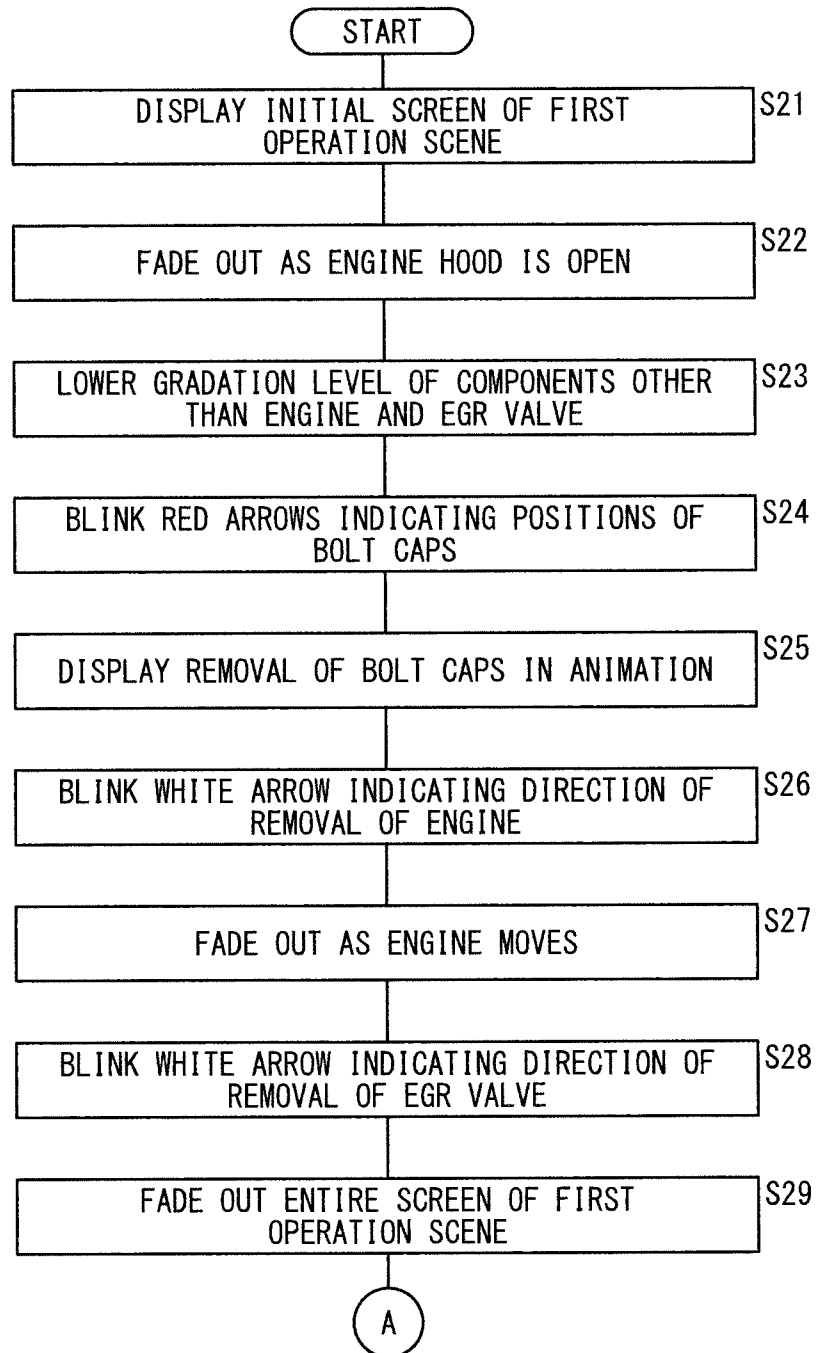 START
DISPLAY INITIAL SCREEN OF FIRST
OPERATION SCENE
S21
FADE OUT AS ENGINE HOOD IS OPEN
S22
LOWER GRADATION LEVEL OF COMPONENTS OTHER
THAN ENGINE AND EGR VALVE
S23
BLINK RED ARROWS INDICATING POSITIONS OF
BOLT CAPS
S24
DISPLAY REMOVAL OF BOLT CAPS IN ANIMATION
S25
BLINK WHITE ARROW INDICATING DIRECTION OF
REMOVAL OF ENGINE
S26
FADE OUT AS ENGINE MOVES
S27
BLINK WHITE ARROW INDICATING DIRECTION OF
REMOVAL OF EGR VALVE
S28
FADE OUT ENTIRE SCREEN OF FIRST
OPERATION SCENE
S29
A